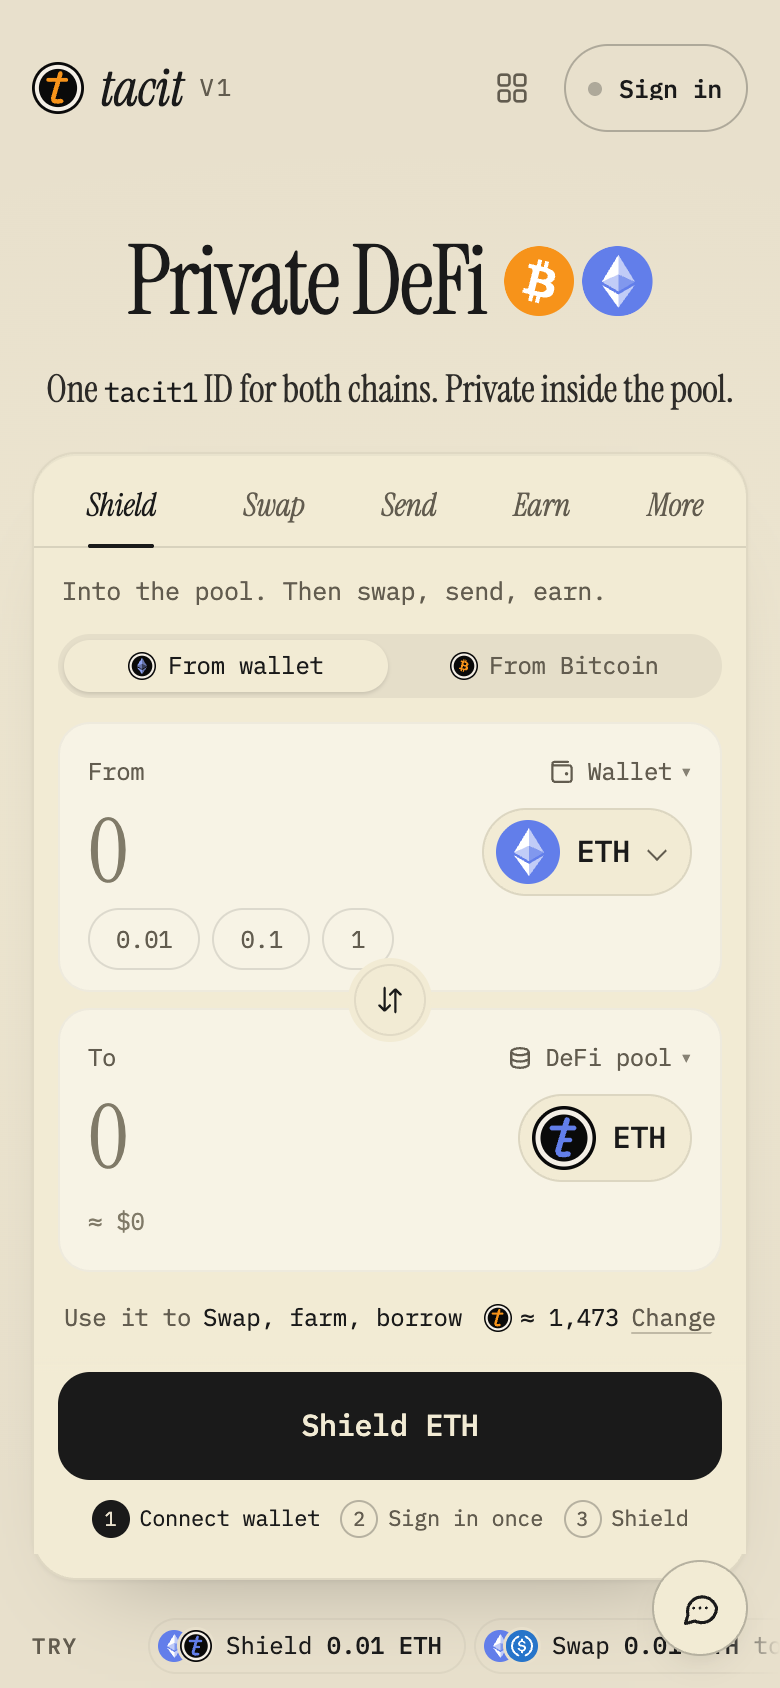 tacit V1
Sign in
Private DeFi
One tacit1 ID for both chains. Private inside the pool.
Shield Swap Send Earn More
Into the pool. Then swap, send, earn.
From wallet From Bitcoin
From Wallet
0 ETH
0.01 0.1 1
To DeFi pool
0 ETH
≈ $0
Use it to Swap, farm, borrow ≈ 1,473 Change
Shield ETH
1 Connect wallet 2 Sign in once 3 Shield
TRY Shield 0.01 ETH Swap 0.01